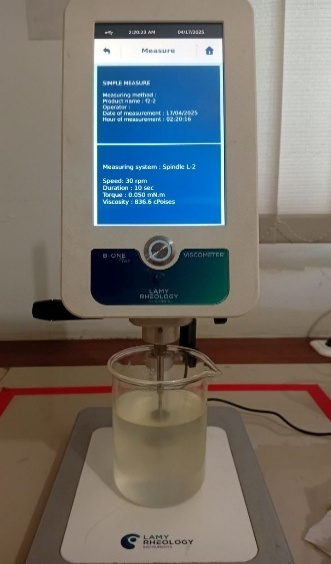 3:20:23 AM 04/17/2025
Measure
SIMPLE MEASURE
Measuring method :
Product name : f2-2
Operator :
Date of measurement : 17/04/2025
Hour of measurement : 02:20:16
Measuring system : Spindle L-2
Speed: 30 rpm
Duration : 10 sec
Torque : 0.050 mN.m
Viscosity : 836.6 cPoises
B-ONE
VISCOMETER
LAMY
RHEOLOGY
LAMY
RHEOLOGY
INSTRUMENTS